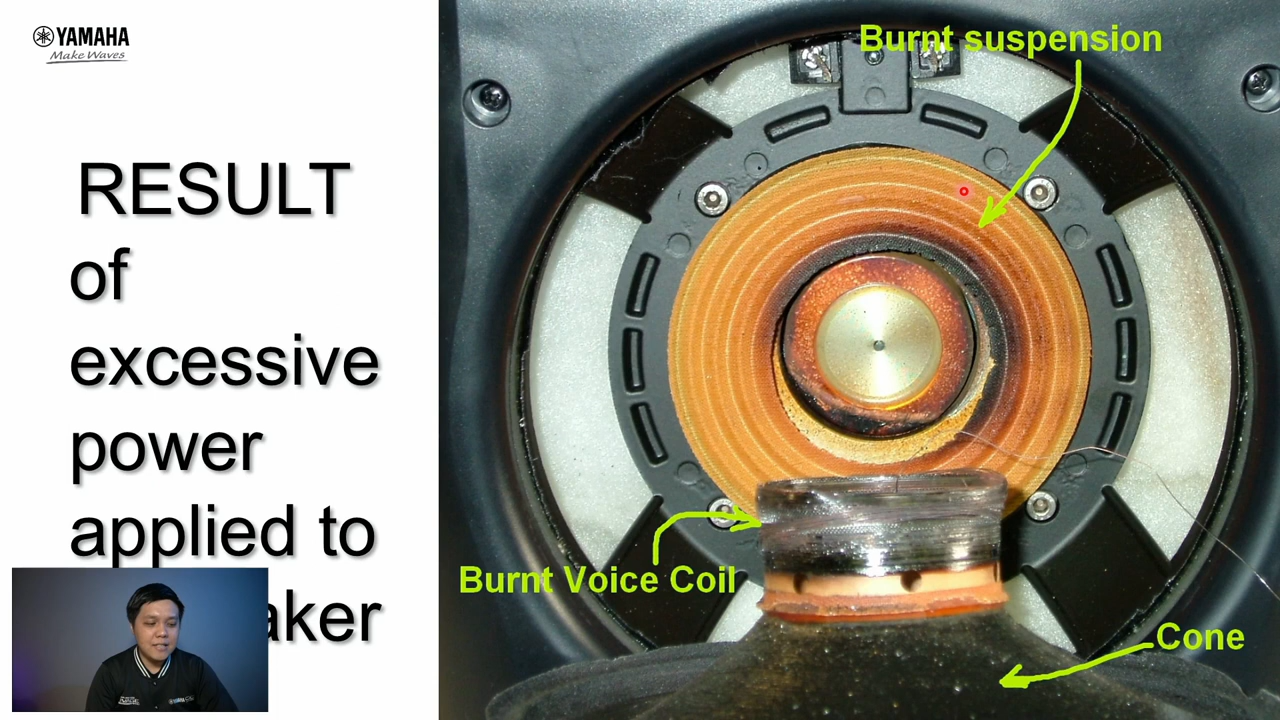 YAMAHA
Make Waves
RESULT
of
excessive
power
applied to
aker
Burnt suspension
Burnt Voice Coil
Cone